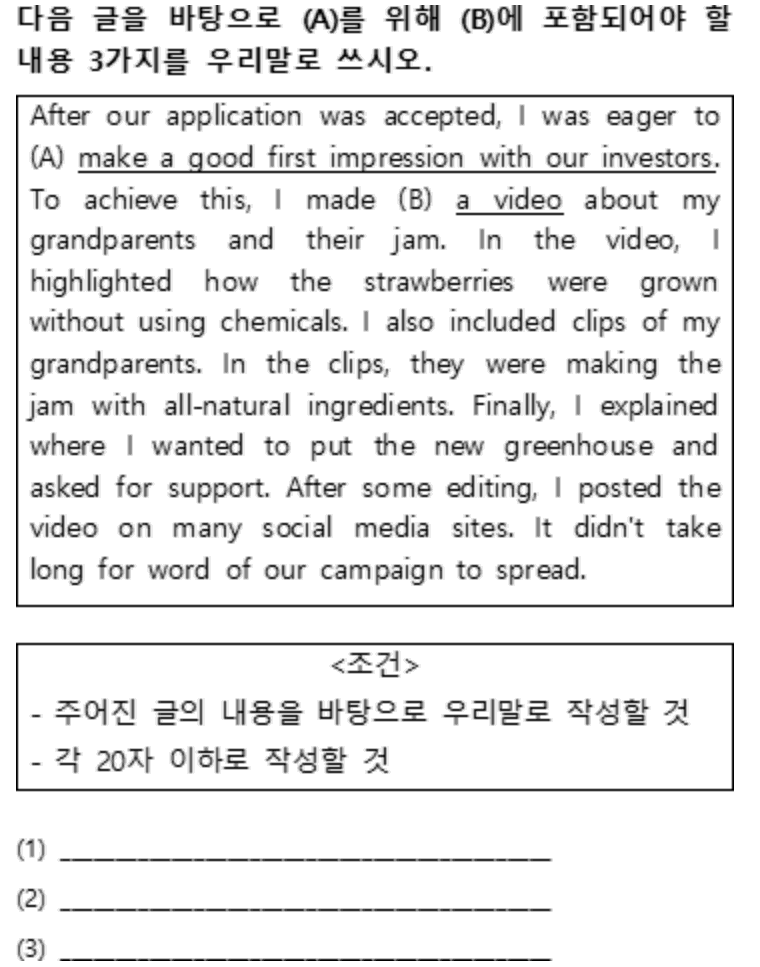 다음 글을 바탕으로 (A)를 위해 (B)에 포함되어야 할
내용 3가지를 우리말로 쓰시오.
After our application was accepted, I was eager to
(A) make a good first impression with our investors.
To achieve this, I made (B) a video about my
grandparents and their jam. In the video, I
highlighted how the strawberries were grown
without using chemicals. I also included clips of my
grandparents. In the clips, they were making the
jam with all-natural ingredients. Finally, I explained
where I wanted to put the new greenhouse and
asked for support. After some editing, I posted the
video on many social media sites. It didn't take
long for word of our campaign to spread.
<조건>
- 주어진 글의 내용을 바탕으로 우리말로 작성할 것
- 각 20자 이하로 작성할 것
(1) ____________________
(2) ____________________
(3) ____________________